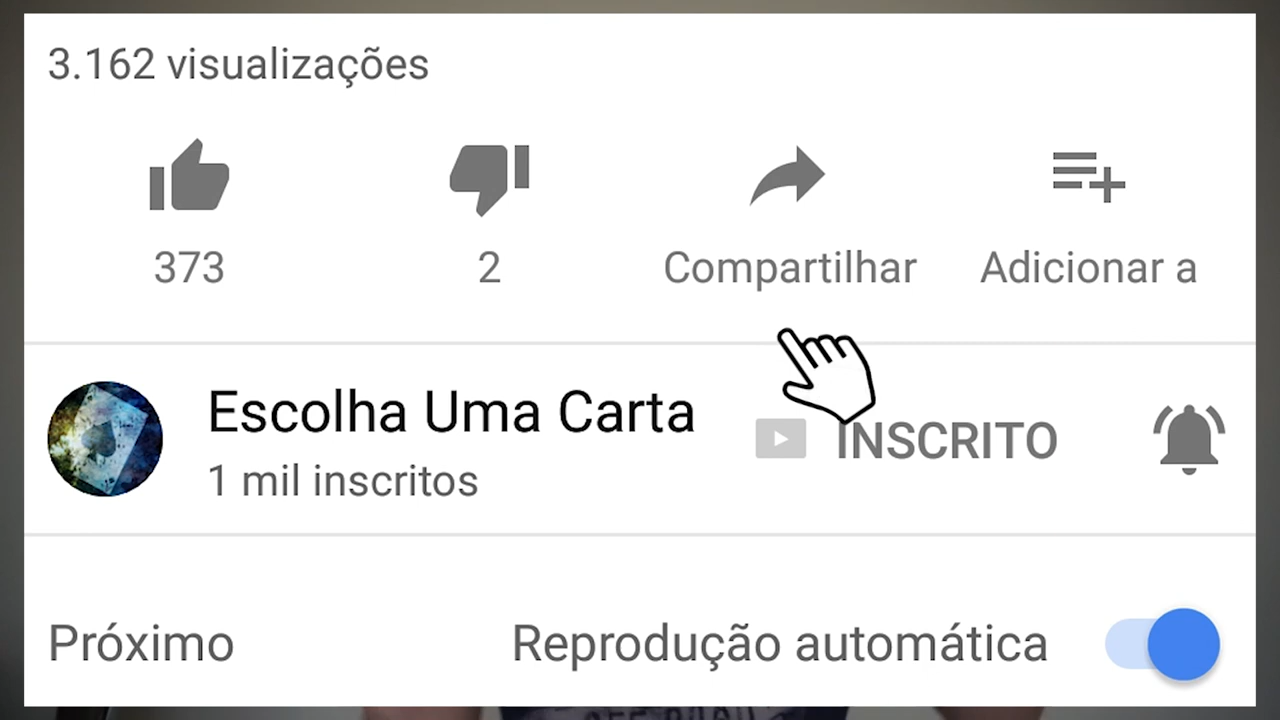 3.162 visualizações
373 2 Compartilhar Adicionar a
Escolha Uma Carta
INSCRITO
1 mil inscritos
Próximo Reprodução automática